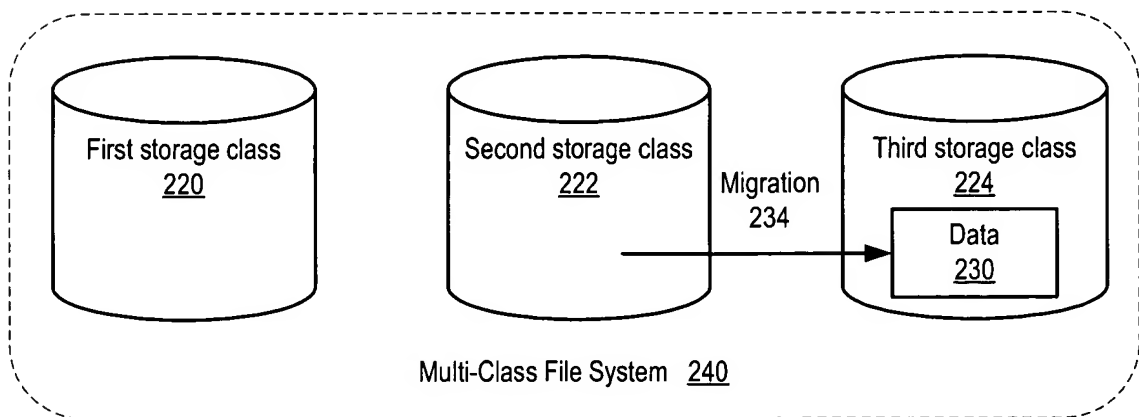 First storage class
220
Second storage class
222
Migration
234
Third storage class
224
Data
230
Multi-Class File System 240